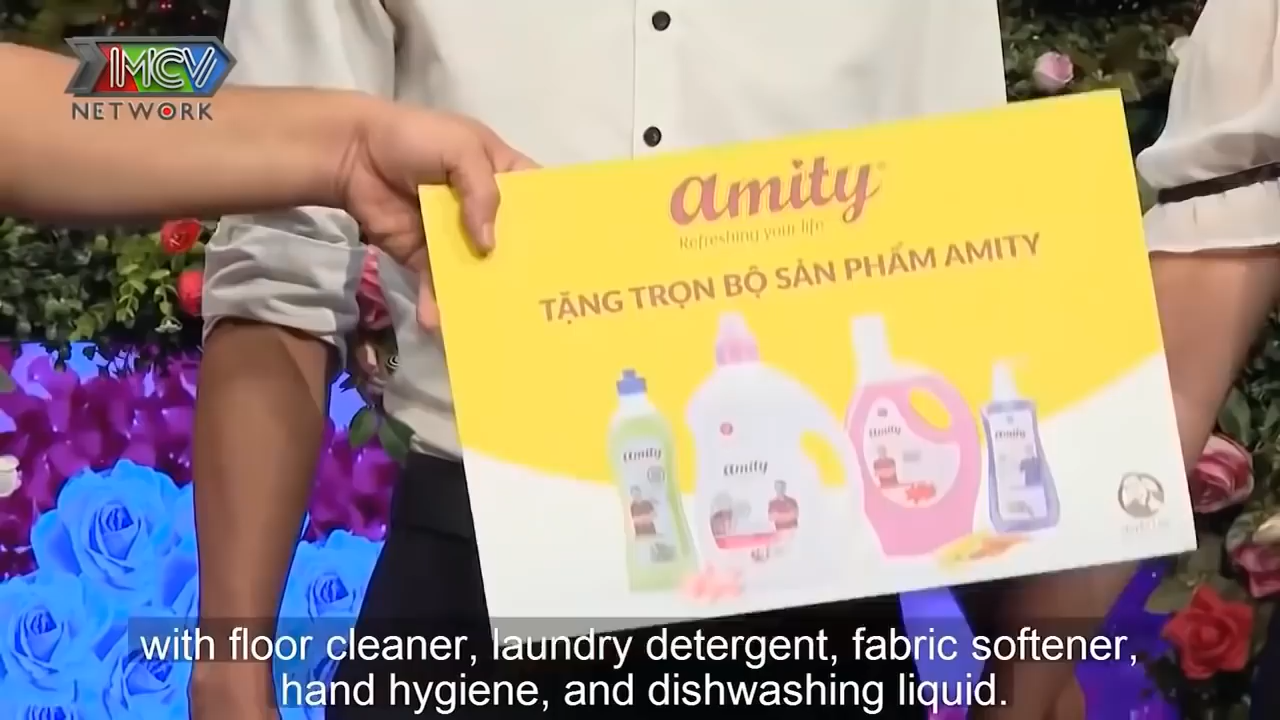 MCV
NETWORK
amity
Refreshing your life
TẶNG TRỌN BỘ SẢN PHẨM AMITY
amity
amity
amity
amity
with floor cleaner, laundry detergent, fabric softener,
hand hygiene, and dishwashing liquid.